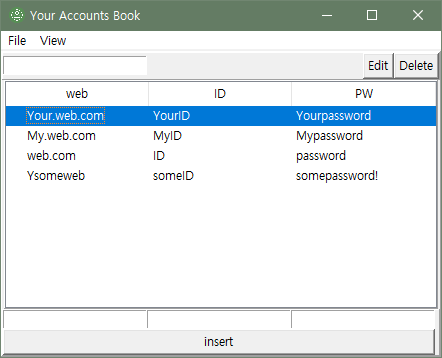 Your Accounts Book
File View
Edit Delete
web ID PW
Your.web.com YourID Yourpassword
My.web.com MyID Mypassword
web.com ID password
Ysomeweb someID somepassword!
insert